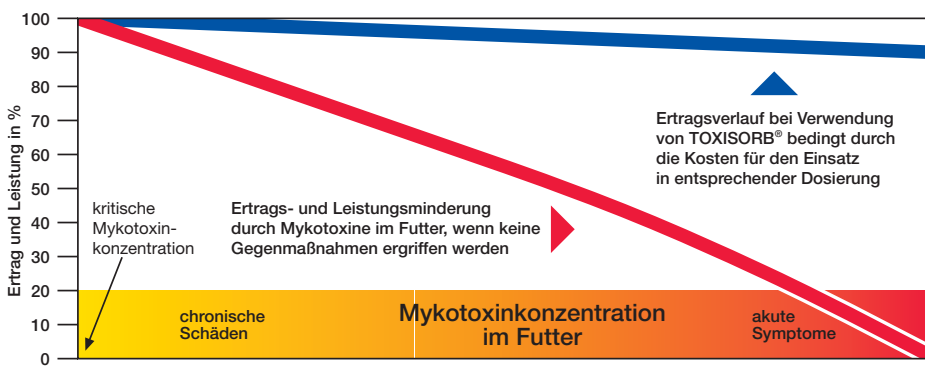 Ertrag und Leistung in %
100
90
80
70
60
50
40
30
20
10
0
Ertragsverlauf bei Verwendung
von TOXISORB® bedingt durch
die Kosten für den Einsatz
in entsprechender Dosierung
kritische
Mykotoxin-
konzentration
Ertrags- und Leistungsminderung
durch Mykotoxine im Futter, wenn keine
Gegenmaßnahmen ergriffen werden
chronische
Schäden
Mykotoxinkonzentration
im Futter
akute
Symptome